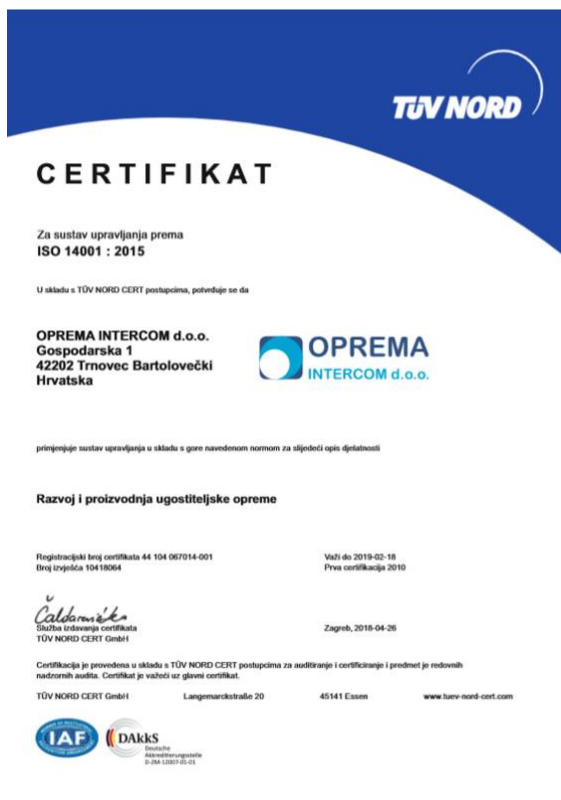 TÜV NORD
CERTIFIKAT
Za sustav upravljanja prema
ISO 14001 : 2015
U skladu s TÜV NORD CERT postupcima, potvrđuje se da
OPREMA INTERCOM d.o.o.
Gospodarska 1
42202 Trnovec Bartolovečki
Hrvatska
OPREMA
INTERCOM d.o.o.
primjenjuje sustav upravljanja u skladu s gore navedenom normom za slijedeći opis djelatnosti
Razvoj i proizvodnja ugostiteljske opreme
Registracijski broj certifikata 44 104 067014-001
Broj izvješća 10418064
Važi do 2019-02-18
Prva certifikacija 2010
Služba izdavanja certifikata
TÜV NORD CERT GmbH
Zagreb, 2018-04-26
Certifikacija je provedena u skladu s TÜV NORD CERT postupcima za auditiranje i certificiranje i predmet je redovnih
nadzornih audita. Certifikat je važeći uz glavni certifikat.
TÜV NORD CERT GmbH Langemarckstraße 20 45141 Essen www.tuev-nord-cert.com
IAF
DAkkS
Deutsche
Akkreditierungsstelle
D-ZM-12007-01-01